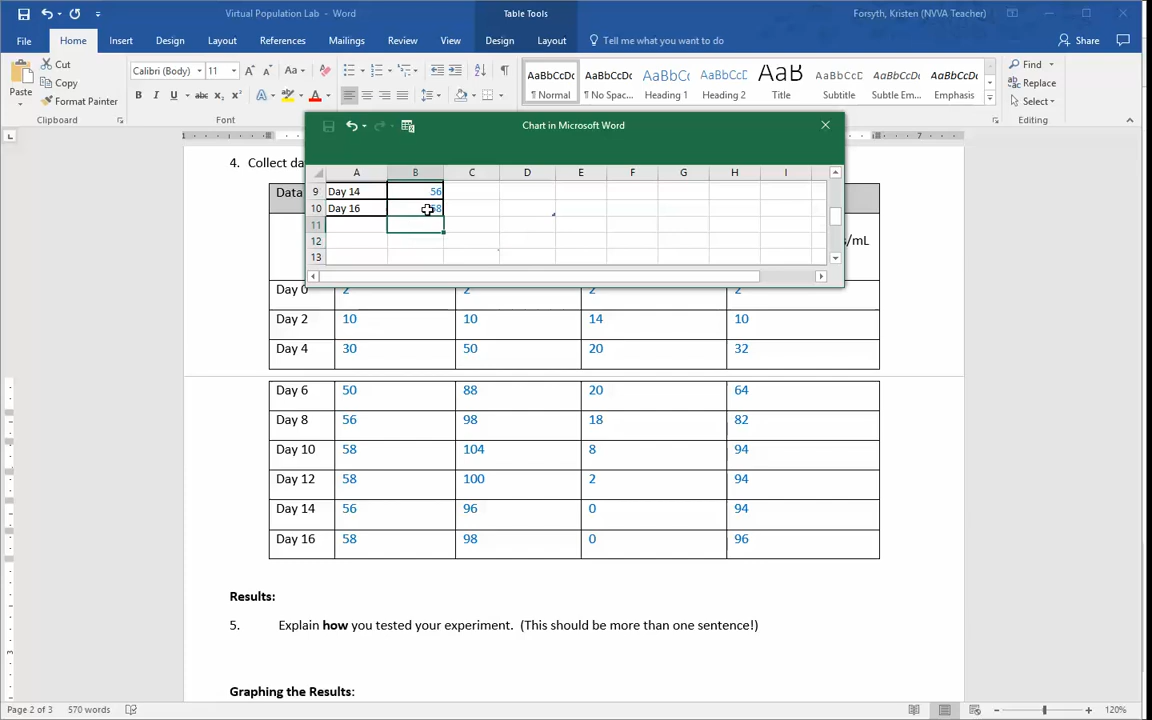 Virtual Population Lab - Word
Table Tools
Forsyth, Kristen (NVVA Teacher)
File Home Insert Design Layout References Mailings Review View Design Layout Tell me what you want to do Share
Paste
Cut
Copy
Format Painter
Calibri (Body) 11
Aa
B I U abc X₂ X²
A
AaBbCcDc AaBbCcDc AaBbCc AaBbCcD AaB AaBbCcD AaBbCcDc AaBbCcDc
¶ Normal ¶ No Spac... Heading 1 Heading 2 Title Subtitle Subtle Em... Emphasis
Find
Replace
Select
Clipboard Font Editing
Chart in Microsoft Word
A B C D E F G H I
9 Day 14 56
10 Day 16 58
11
12
13
4. Collect da
Data
s/mL
Day 0 2 2 2 2
Day 2 10 10 14 10
Day 4 30 50 20 32
Day 6 50 88 20 64
Day 8 56 98 18 82
Day 10 58 104 8 94
Day 12 58 100 2 94
Day 14 56 96 0 94
Day 16 58 98 0 96
Results:
5. Explain how you tested your experiment. (This should be more than one sentence!)
Graphing the Results:
Page 2 of 3 570 words 120%